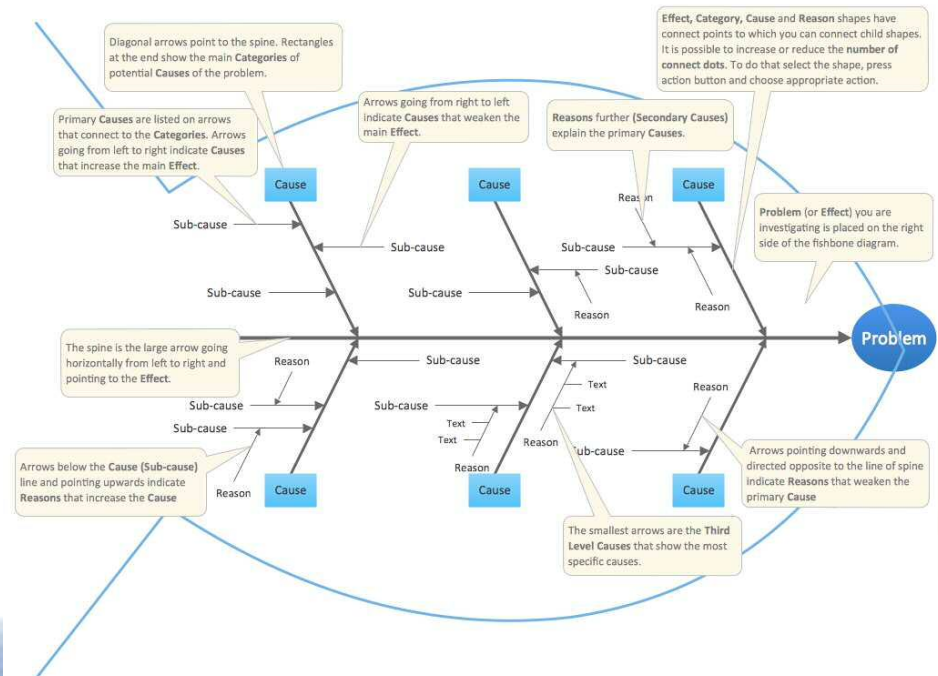 Diagonal arrows point to the spine. Rectangles
at the end show the main Categories of
potential Causes of the problem.
Effect, Category, Cause and Reason shapes have
connect points to which you can connect child shapes.
It is possible to increase or reduce the number of
connect dots. To do that select the shape, press
action button and choose appropriate action.
Primary Causes are listed on arrows
that connect to the Categories. Arrows
going from left to right indicate Causes
that increase the main Effect.
Arrows going from right to left
indicate Causes that weaken the
main Effect.
Reasons further (Secondary Causes)
explain the primary Causes.
Cause
Cause
Cause
Reason
Problem (or Effect) you are
investigating is placed on the right
side of the fishbone diagram.
Sub-cause
Sub-cause
Sub-cause
Sub-cause
Sub-cause
Sub-cause
Reason
Reason
Sub-cause
Problem
The spine is the large arrow going
horizontally from left to right and
pointing to the Effect.
Reason
Sub-cause
Sub-cause
Text
Text
Reason
Sub-cause
Sub-cause
Sub-cause
Text
Text
Reason
Reason
Sub-cause
Arrows below the Cause (Sub-cause)
line and pointing upwards indicate
Reasons that increase the Cause
Reason
Cause
Cause
Cause
Arrows pointing downwards and
directed opposite to the line of spine
indicate Reasons that weaken the
primary Cause
The smallest arrows are the Third
Level Causes that show the most
specific causes.